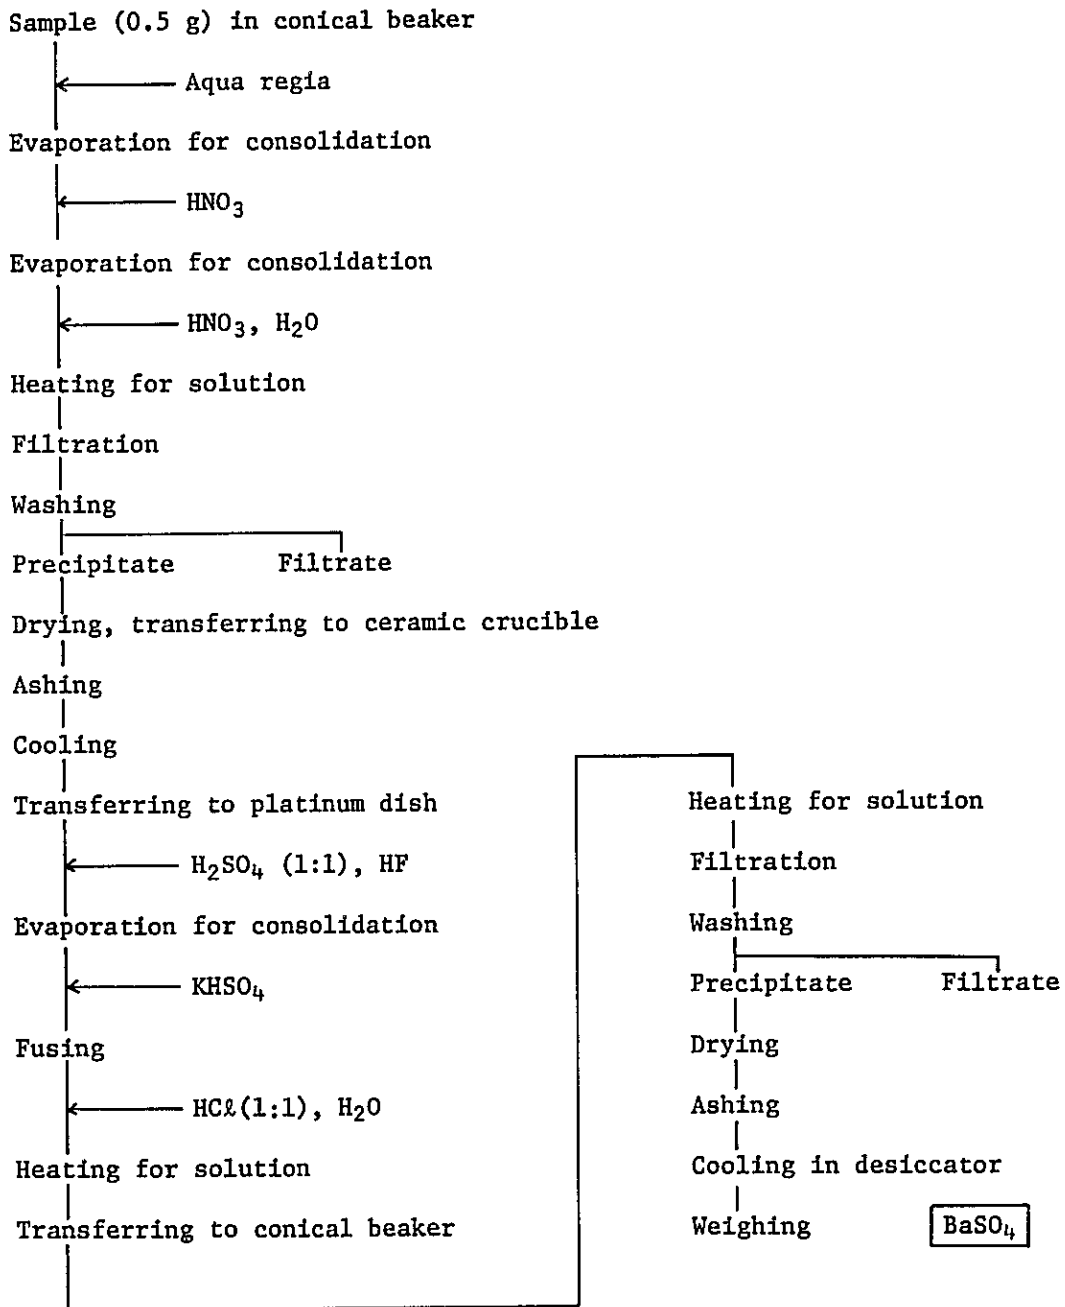 Sample (0.5 g) in conical beaker
Aqua regia
Evaporation for consolidation
HNO₃
Evaporation for consolidation
HNO₃, H₂O
Heating for solution
Filtration
Washing
Precipitate Filtrate
Drying, transferring to ceramic crucible
Ashing
Cooling
Transferring to platinum dish
H₂SO₄ (1:1), HF
Evaporation for consolidation
KHSO₄
Fusing
HCℓ(1:1), H₂O
Heating for solution
Transferring to conical beaker
Heating for solution
Filtration
Washing
Precipitate Filtrate
Drying
Ashing
Cooling in desiccator
Weighing BaSO₄